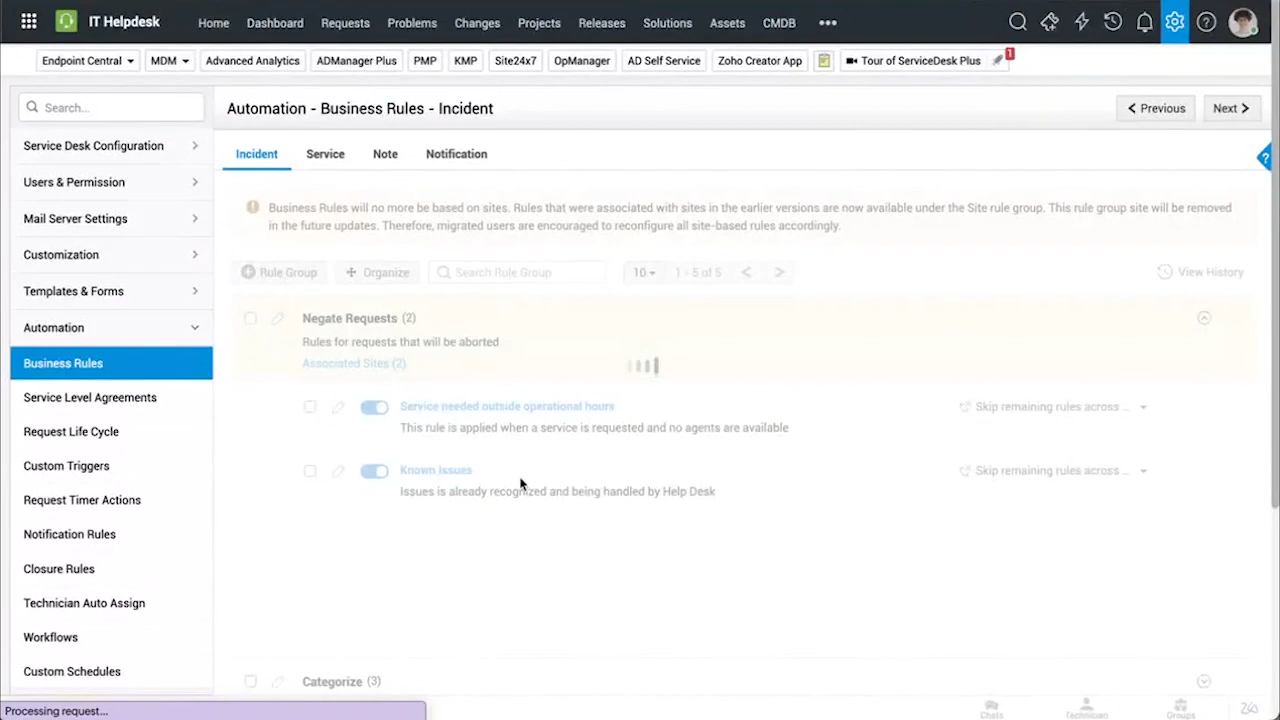 IT Helpdesk
Home
Dashboard
Requests
Problems
Changes
Projects
Releases
Solutions
Assets
CMDB
Endpoint Central
MDM
Advanced Analytics
ADManager Plus
PMP
KMP
Site24x7
OpManager
AD Self Service
Zoho Creator App
Tour of ServiceDesk Plus
1
Search...
Service Desk Configuration
Users & Permission
Mail Server Settings
Customization
Templates & Forms
Automation
Business Rules
Service Level Agreements
Request Life Cycle
Custom Triggers
Request Timer Actions
Notification Rules
Closure Rules
Technician Auto Assign
Workflows
Custom Schedules
Processing request...
Automation - Business Rules - Incident
Previous
Next
Incident
Service
Note
Notification
?
Business Rules will no more be based on sites. Rules that were associated with sites in the earlier versions are now available under the Site rule group. This rule group site will be removed
in the future updates. Therefore, migrated users are encouraged to reconfigure all site-based rules accordingly.
Rule Group
Organize
Search Rule Group
10
1 - 5 of 5
View History
Negate Requests (2)
Rules for requests that will be aborted
Associated Sites (2)
Service needed outside operational hours
Skip remaining rules across ...
This rule is applied when a service is requested and no agents are available
Known Issues
Skip remaining rules across ...
Issues is already recognized and being handled by Help Desk
Categorize (3)
Chats
Technician
Groups